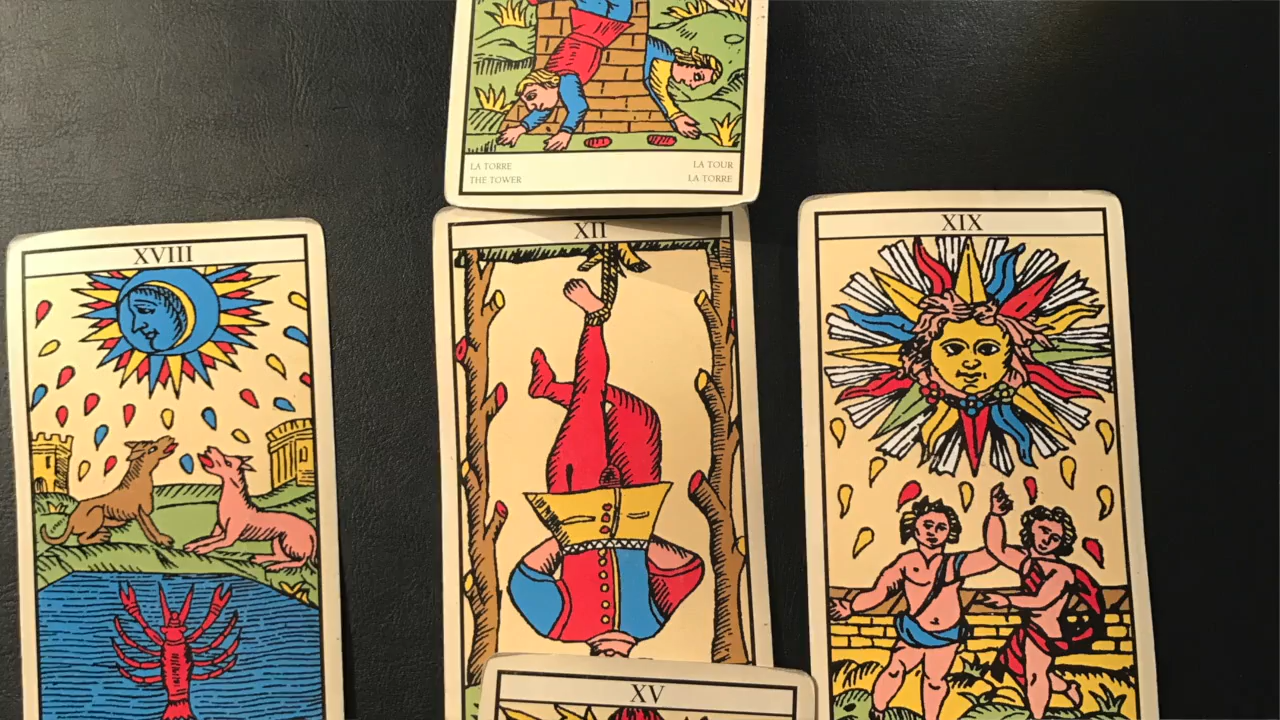 LA TORRE
THE TOWER
LA TOUR
LA TORRE
XVIII
XII
XIX
XV